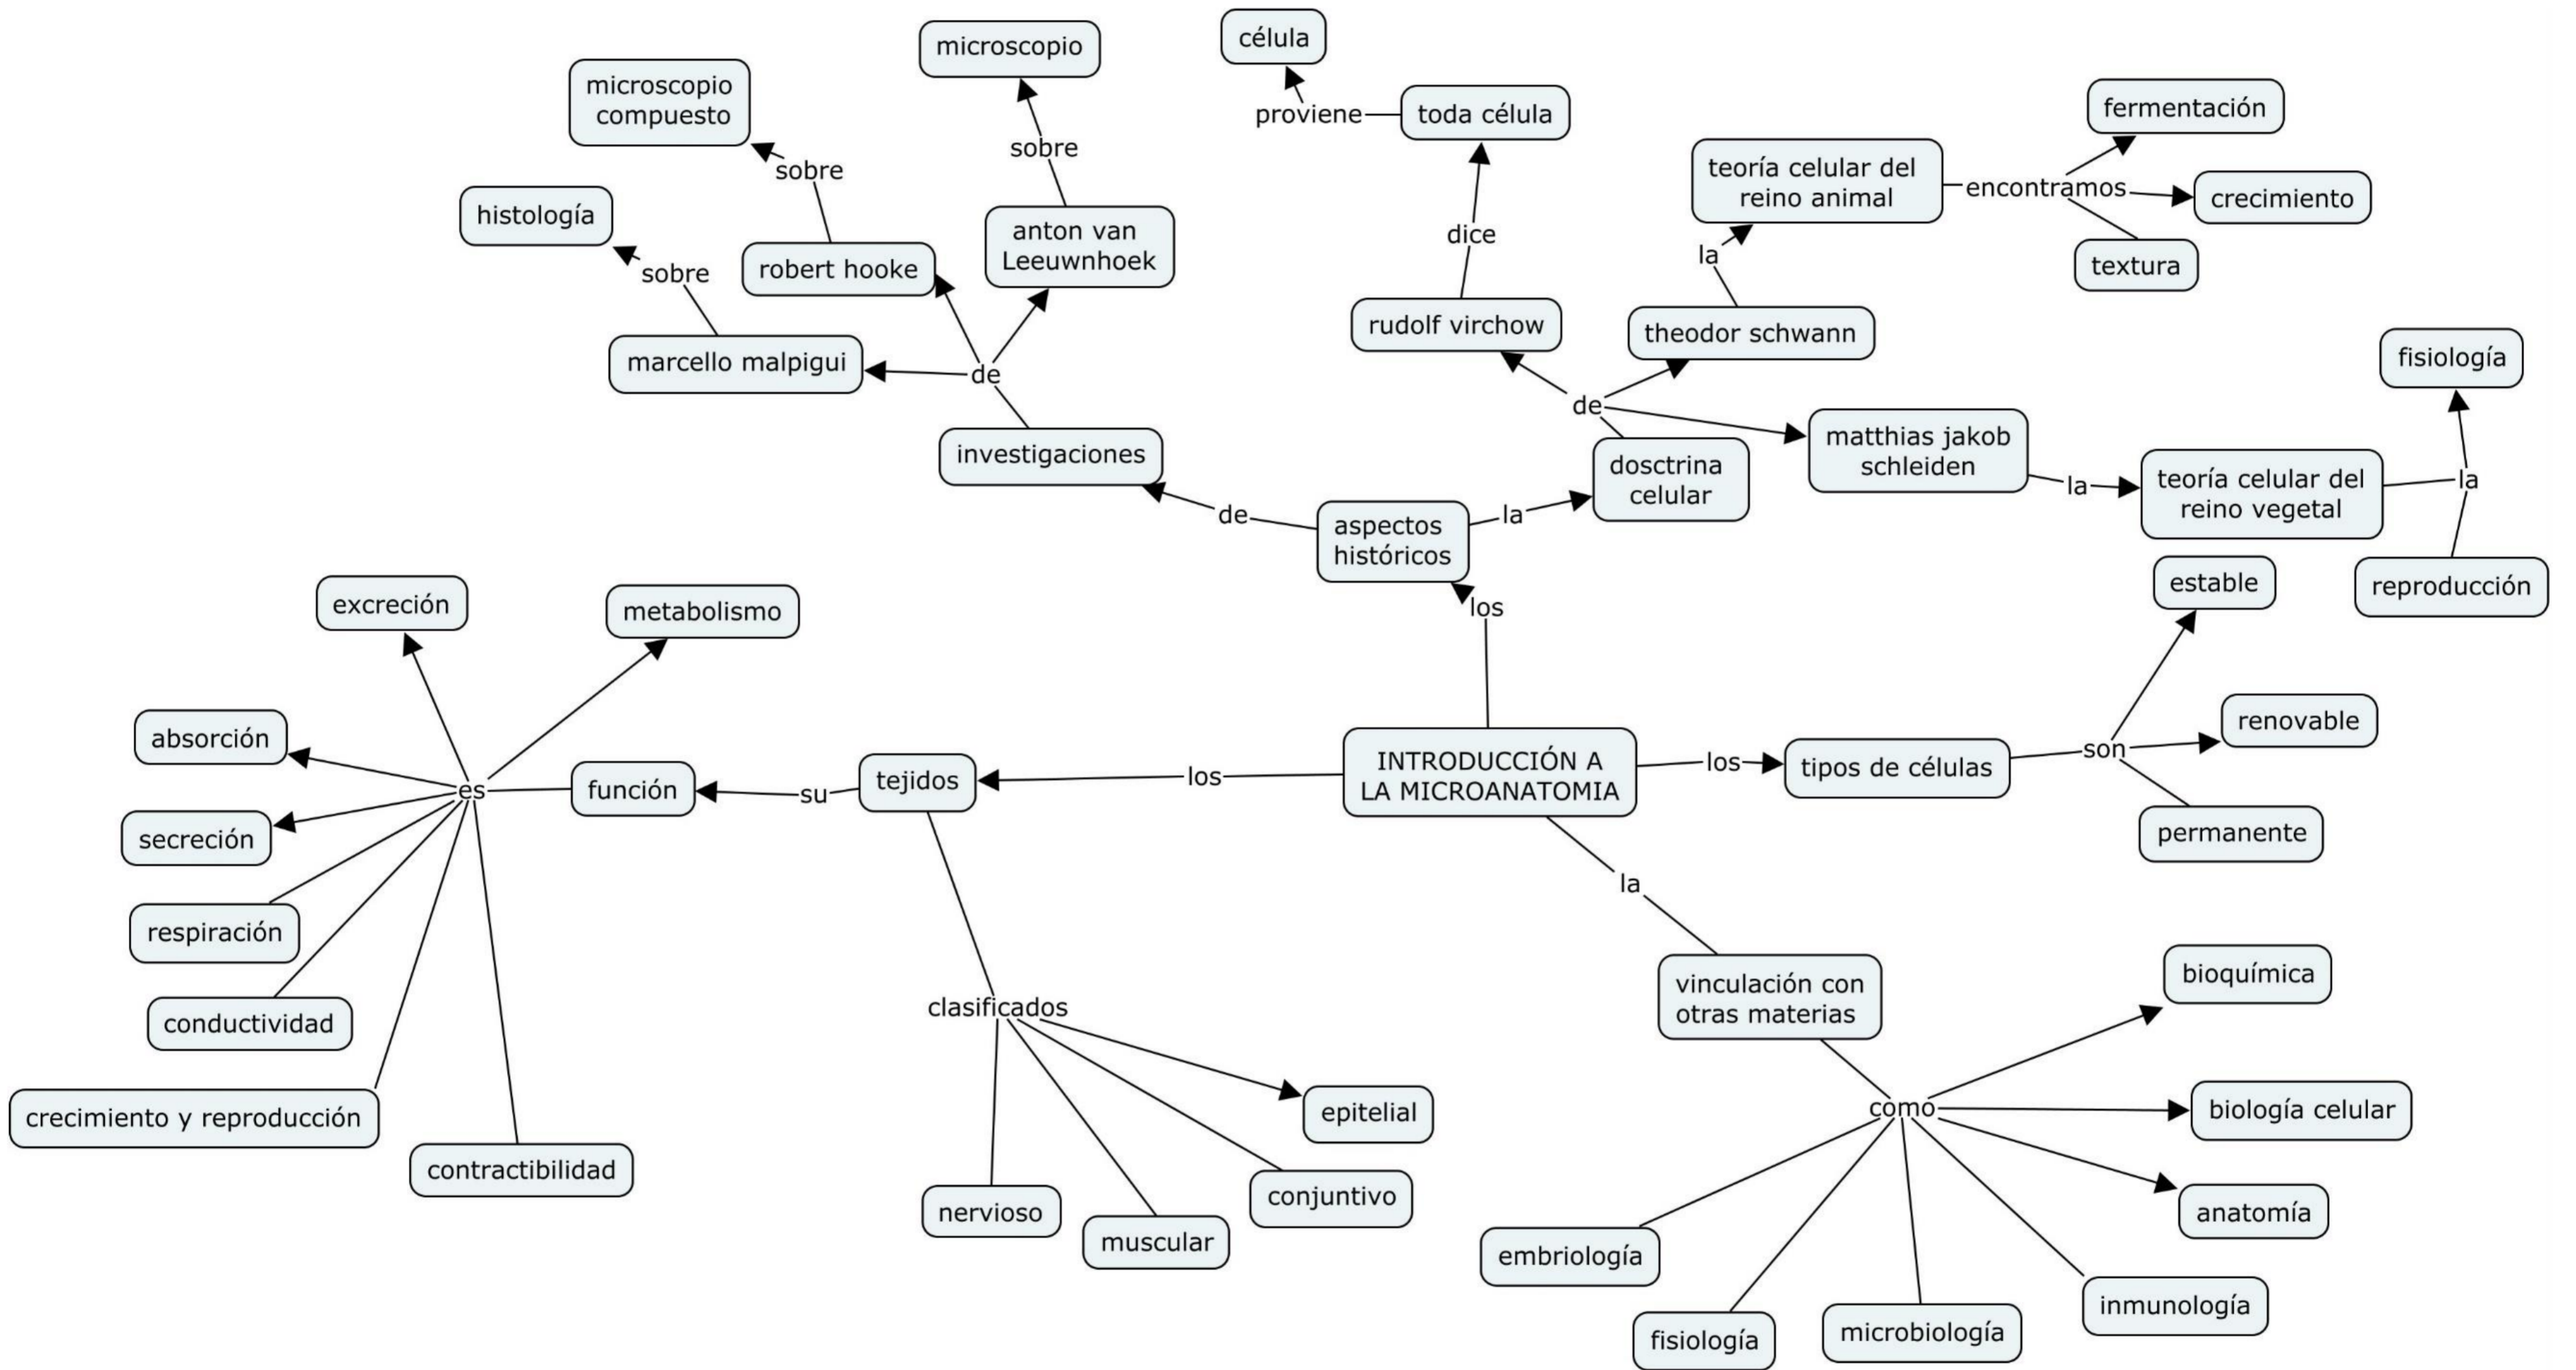 célula
microscopio
microscopio
compuesto
proviene
toda célula
fermentación
sobre
sobre
teoría celular del
reino animal
encontramos
crecimiento
histología
anton van
Leeuwnhoek
dice
la
textura
sobre
robert hooke
rudolf virchow
theodor schwann
marcello malpigui
de
fisiología
de
matthias jakob
schleiden
investigaciones
dosctrina
celular
la
teoría celular del
reino vegetal
la
de
aspectos
históricos
la
estable
reproducción
excreción
metabolismo
los
absorción
renovable
INTRODUCCIÓN A
LA MICROANATOMIA
los
tipos de células
son
es
función
su
tejidos
los
secreción
permanente
la
respiración
vinculación con
otras materias
bioquímica
conductividad
clasificados
crecimiento y reproducción
epitelial
como
biología celular
contractibilidad
conjuntivo
nervioso
anatomía
muscular
embriología
inmunología
fisiología
microbiología